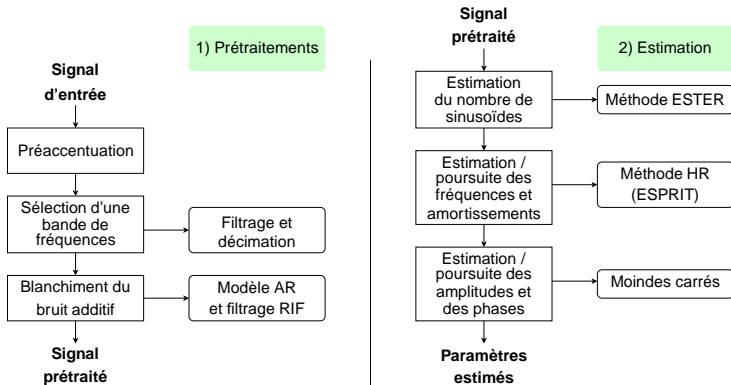 1) Prétraitements
Signal
d'entrée
Préaccentuation
Sélection d'une
bande de
fréquences
Filtrage et
décimation
Blanchiment du
bruit additif
Modèle AR
et filtrage RIF
Signal
prétraité
Signal
prétraité
2) Estimation
Estimation
du nombre de
sinusoïdes
Méthode ESTER
Estimation /
poursuite des
fréquences et
amortissements
Méthode HR
(ESPRIT)
Estimation /
poursuite des
amplitudes et
des phases
Moindes carrés
Paramètres
estimés